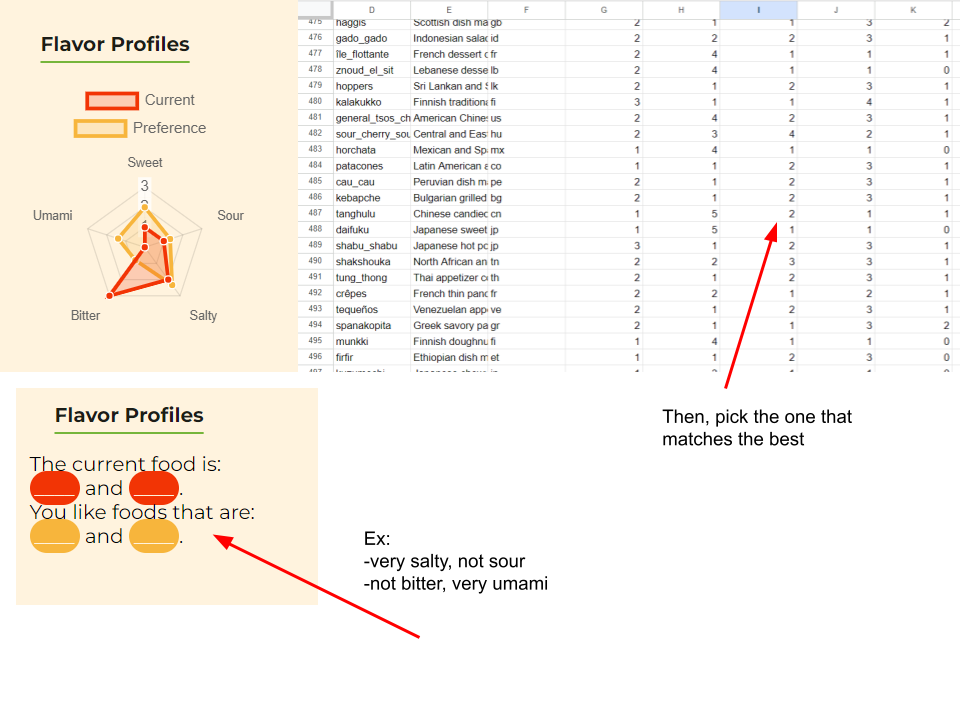 Flavor Profiles
Current
Preference
Sweet
3
Umami
Sour
Bitter
Salty
D E F G H I J K
475 haggis Scottish dish ma gb 2 1 1 3 2
476 gado_gado Indonesian salad id 2 2 2 3 1
477 île_flottante French dessert c fr 2 4 1 1 1
478 znoud_el_sit Lebanese desse lb 2 4 1 1 0
479 hoppers Sri Lankan and S lk 2 1 2 3 1
480 kalakukko Finnish traditiona fi 3 1 1 4 1
481 general_tsos_ch American Chines us 2 4 2 3 1
482 sour_cherry_sou Central and East hu 2 3 4 2 1
483 horchata Mexican and Spa mx 1 4 1 1 0
484 patacones Latin American a co 1 1 2 3 1
485 cau_cau Peruvian dish m pe 2 1 2 3 1
486 kebapche Bulgarian grilled bg 2 1 2 3 1
487 tanghulu Chinese candied cn 1 5 2 1 1
488 daifuku Japanese sweet jp 1 5 1 1 0
489 shabu_shabu Japanese hot po jp 3 1 2 3 1
490 shakshouka North African an tn 2 2 3 3 1
491 tung_thong Thai appetizer c th 2 1 2 3 1
492 crêpes French thin panc fr 2 2 1 2 1
493 tequeños Venezuelan appe ve 2 1 2 3 1
494 spanakopita Greek savory pa gr 2 1 1 3 2
495 munkki Finnish doughnu fi 1 4 1 1 0
496 firfir Ethiopian dish m et 1 1 2 3 0
Flavor Profiles
The current food is:
____ and ____.
You like foods that are:
____ and ____.
Ex:
-very salty, not sour
-not bitter, very umami
Then, pick the one that
matches the best